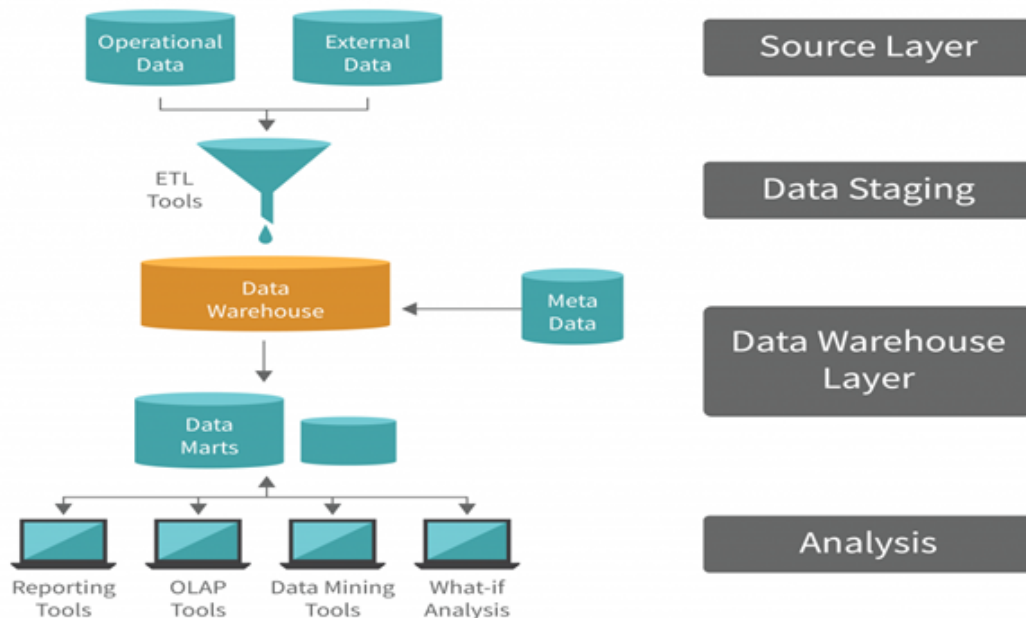 Operational
Data
External
Data
Source Layer
ETL
Tools
Data Staging
Data
Warehouse
Meta
Data
Data Warehouse
Layer
Data
Marts
Analysis
Reporting
Tools
OLAP
Tools
Data Mining
Tools
What-if
Analysis